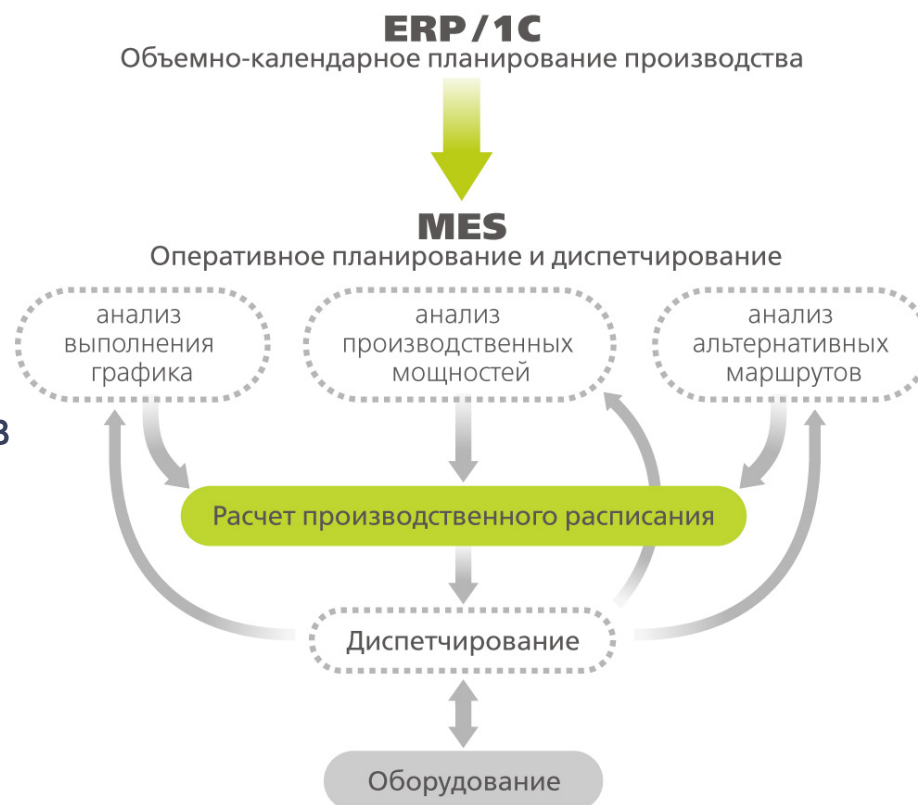 ERP/1C
Объемно-календарное планирование производства
MES
Оперативное планирование и диспетчирование
анализ
выполнения
графика
анализ
производственных
мощностей
анализ
альтернативных
маршрутов
в
Расчет производственного расписания
Диспетчирование
Оборудование